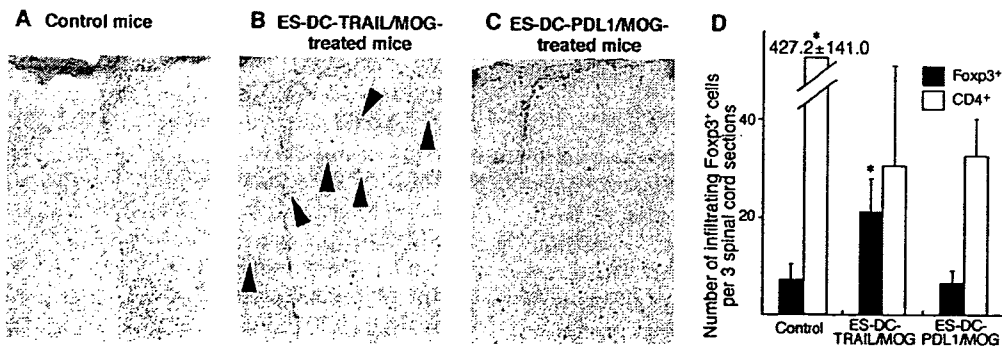 A Control mice
B ES-DC-TRAIL/MOG-
treated mice
C ES-DC-PDL1/MOG-
treated mice
D
*
427.2±141.0
Foxp3⁺
CD4⁺
Number of infiltrating Foxp3⁺ cells
per 3 spinal cord sections
40
20
*
Control
ES-DC-
TRAIL/MOG
ES-DC-
PDL1/MOG